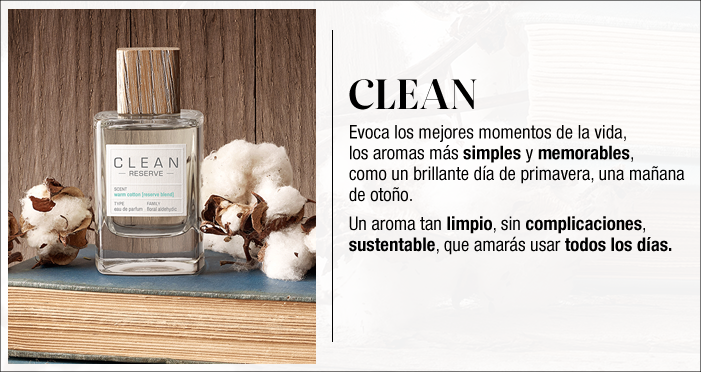 CLEAN
RESERVE
SCENT
warm cotton [reserve blend]
TYPE FAMILY
eau de parfum floral aldehydic
CLEAN
Evoca los mejores momentos de la vida,
los aromas más simples y memorables,
como un brillante día de primavera, una mañana
de otoño.
Un aroma tan limpio, sin complicaciones,
sustentable, que amarás usar todos los días.